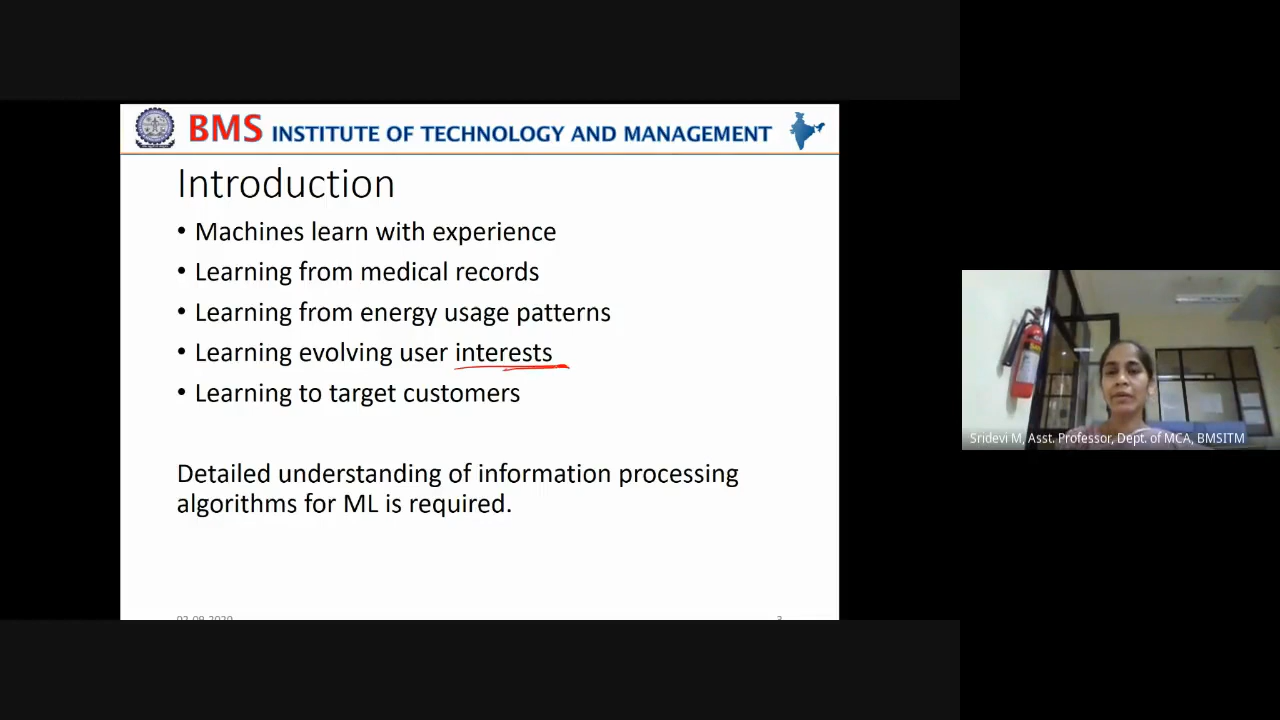 BMS INSTITUTE OF TECHNOLOGY AND MANAGEMENT
Introduction
• Machines learn with experience
• Learning from medical records
• Learning from energy usage patterns
• Learning evolving user interests
• Learning to target customers
Detailed understanding of information processing
algorithms for ML is required.
Sridevi M, Asst. Professor, Dept. of MCA, BMSITM